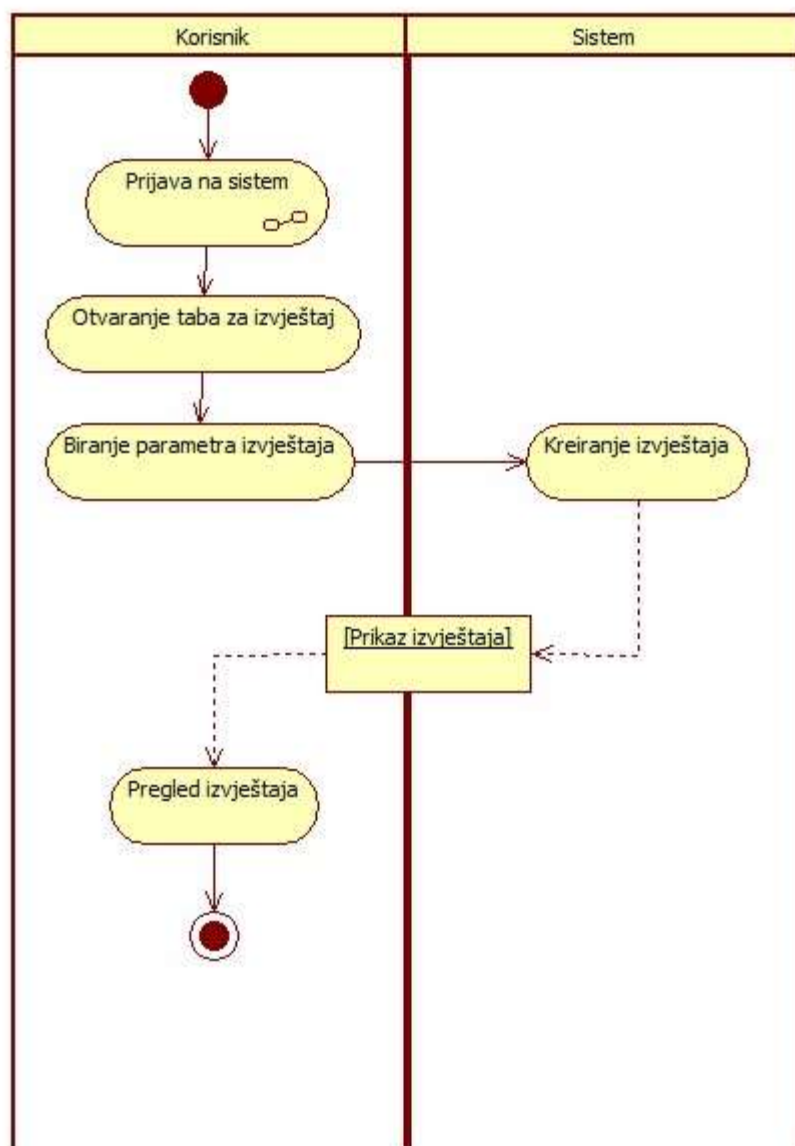 Korisnik
Sistem
Prijava na sistem
Otvaranje taba za izvještaj
Biranje parametra izvještaja
Kreiranje izvještaja
[Prikaz izvještaja]
Pregled izvještaja